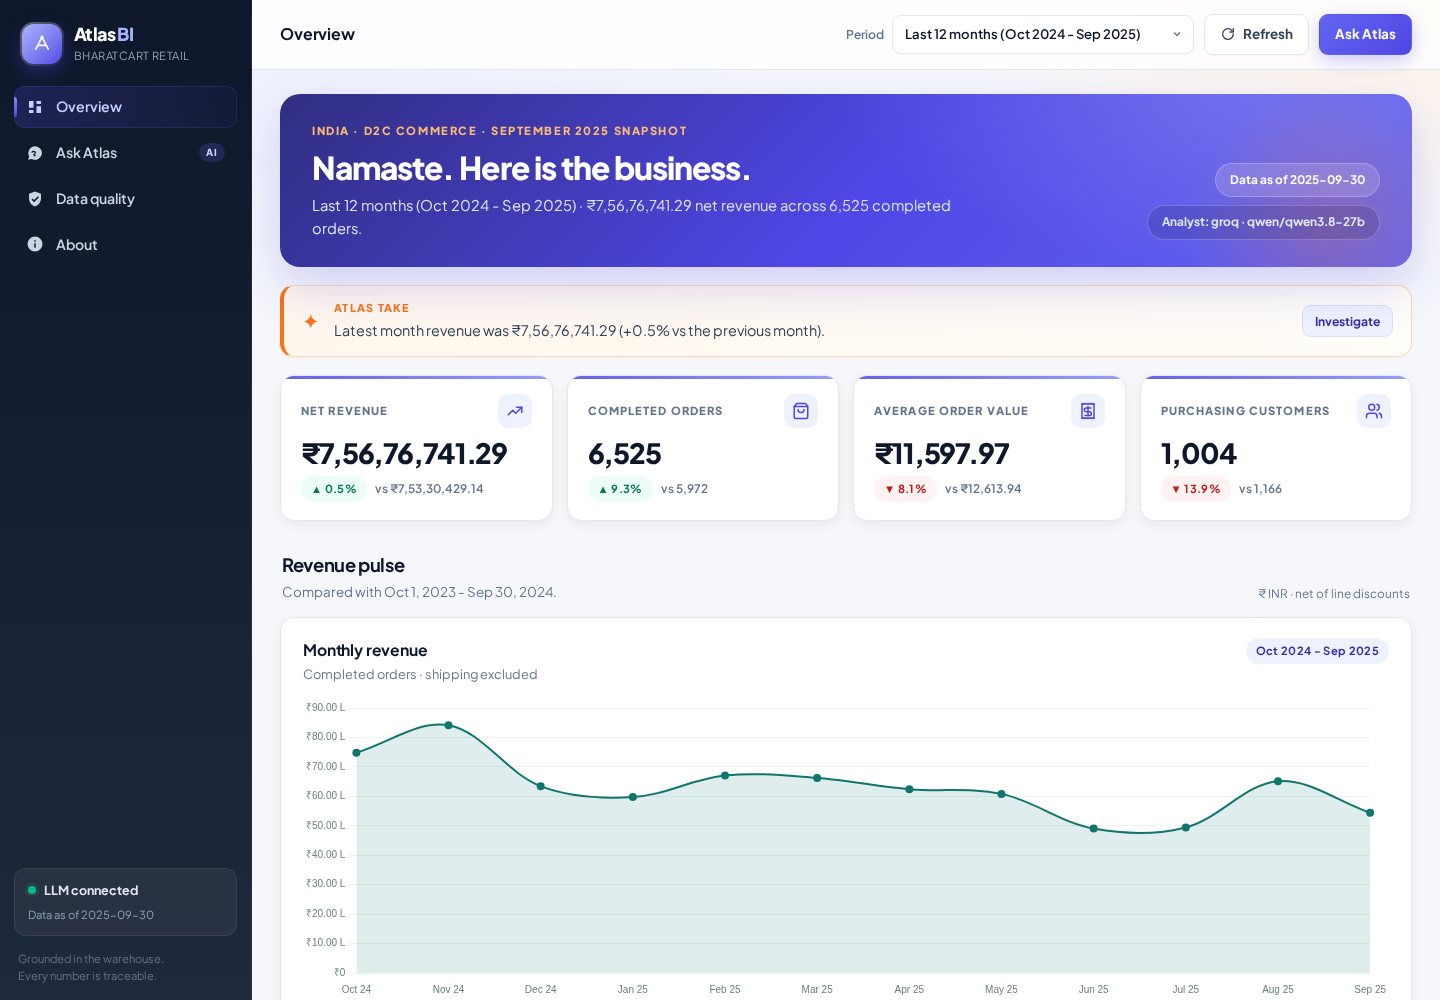 AtlasBI
BHARATCART RETAIL
Overview
Ask Atlas
AI
Data quality
About
LLM connected
Data as of 2025-09-30
Grounded in the warehouse.
Every number is traceable.
Overview
Period
Last 12 months (Oct 2024 - Sep 2025)
Refresh
Ask Atlas
INDIA · D2C COMMERCE · SEPTEMBER 2025 SNAPSHOT
Namaste. Here is the business.
Last 12 months (Oct 2024 - Sep 2025) · ₹7,56,76,741.29 net revenue across 6,525 completed
orders.
Data as of 2025-09-30
Analyst: groq · qwen/qwen3.8-27b
ATLAS TAKE
Latest month revenue was ₹7,56,76,741.29 (+0.5% vs the previous month).
Investigate
NET REVENUE
₹7,56,76,741.29
▲ 0.5% vs ₹7,53,30,429.14
COMPLETED ORDERS
6,525
▲ 9.3% vs 5,972
AVERAGE ORDER VALUE
₹11,597.97
▼ 8.1% vs ₹12,613.94
PURCHASING CUSTOMERS
1,004
▼ 13.9% vs 1,166
Revenue pulse
Compared with Oct 1, 2023 - Sep 30, 2024.
₹ INR · net of line discounts
Monthly revenue
Completed orders · shipping excluded
Oct 2024 - Sep 2025
₹90.00 L
₹80.00 L
₹70.00 L
₹60.00 L
₹50.00 L
₹40.00 L
₹30.00 L
₹20.00 L
₹10.00 L
₹0
Oct 24 Nov 24 Dec 24 Jan 25 Feb 25 Mar 25 Apr 25 May 25 Jun 25 Jul 25 Aug 25 Sep 25